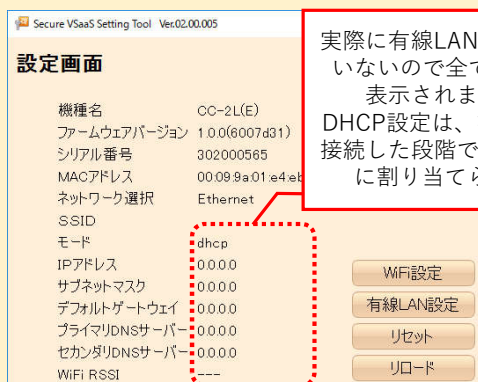 Secure VSaaS Setting Tool Ver.02.00.005
設定画面
機種名 CC-2L(E)
ファームウェアバージョン 1.0.0(6007d31)
シリアル番号 302000565
MACアドレス 00:09:9a:01:e4:eb
ネットワーク選択 Ethernet
SSID
モード dhcp
IPアドレス 0.0.0.0
サブネットマスク 0.0.0.0
デフォルトゲートウェイ 0.0.0.0
プライマリDNSサーバー 0.0.0.0
セカンダリDNSサーバー 0.0.0.0
WiFi RSSI ---
実際に有線LAN
いないので全て
表示されま
DHCP設定は、
接続した段階で
に割り当てら
WiFi設定
有線LAN設定
リセット
リロード